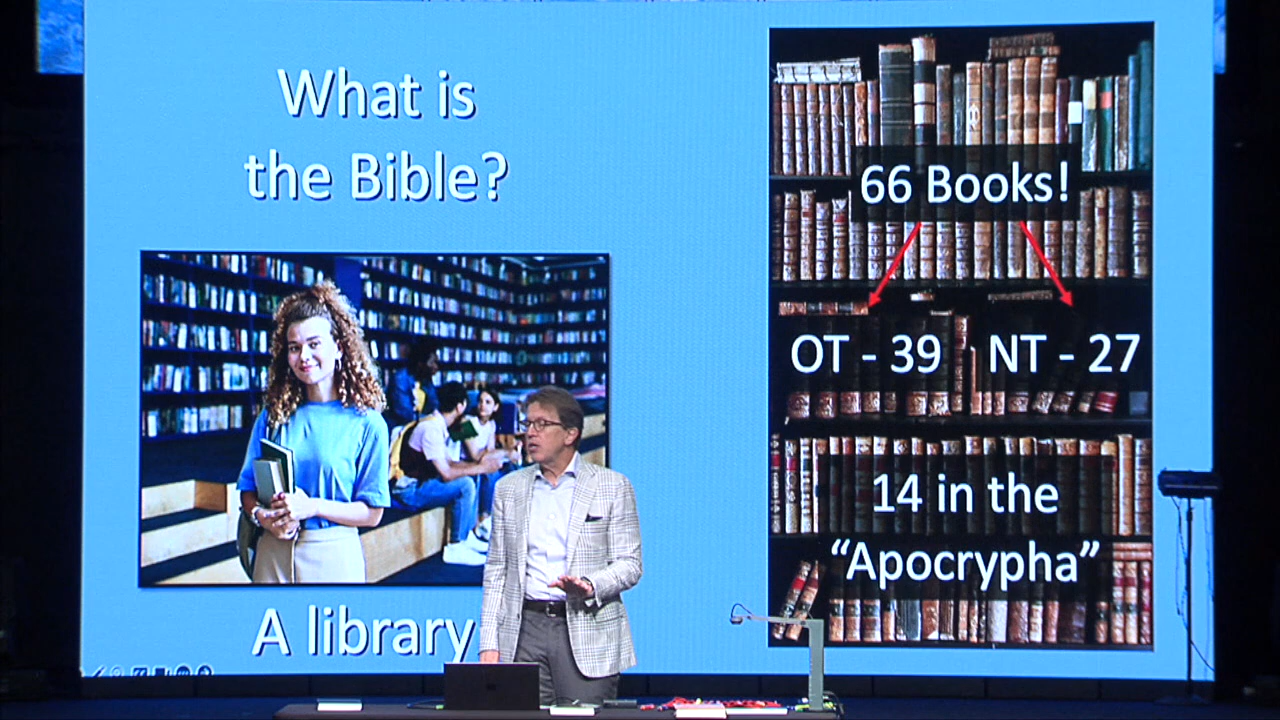 What is
the Bible?
A library
66 Books!
OT - 39 NT - 27
14 in the
“Apocrypha”